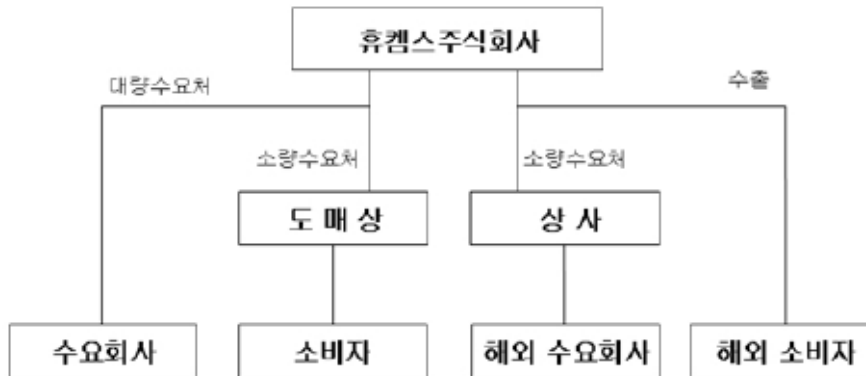 휴켐스주식회사
대량수요처
수출
소량수요처
소량수요처
도 매 상
상 사
수요회사
소비자
해외 수요회사
해외 소비자